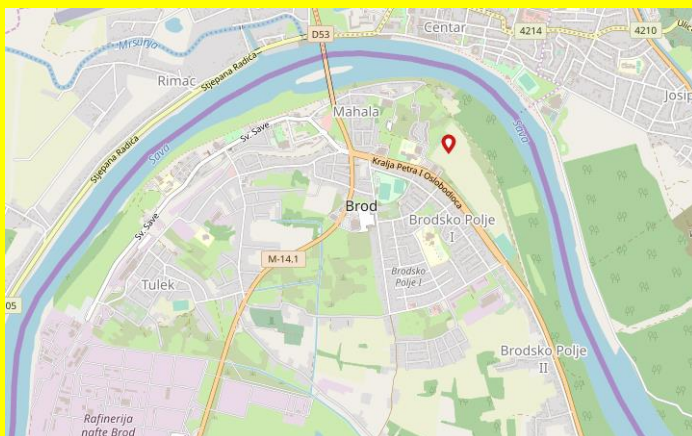 Mrsunja
D53
Centar
4214
4210
Ulic
Stjepana Radića
Rimac
Josip
Mahala
Sv. Save
Sava
Sava
Stjepana Radića
Kralja Petra I Oslobodioca
Brod
Brodsko Polje
I
Sv. Save
M-14.1
Brodsko
Polje I
Tulek
05
Brodsko Polje
II
Rafinerija
nafte Brod